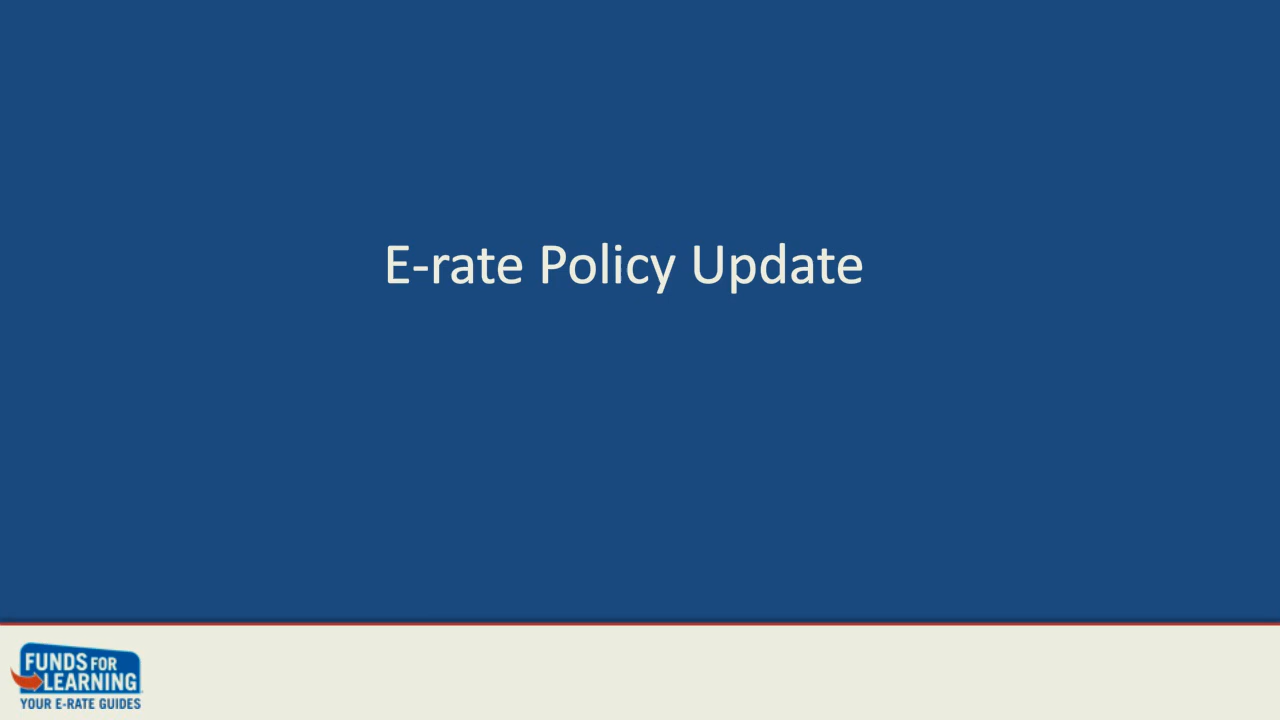 E-rate Policy Update
FUNDS FOR
LEARNING
YOUR E-RATE GUIDES